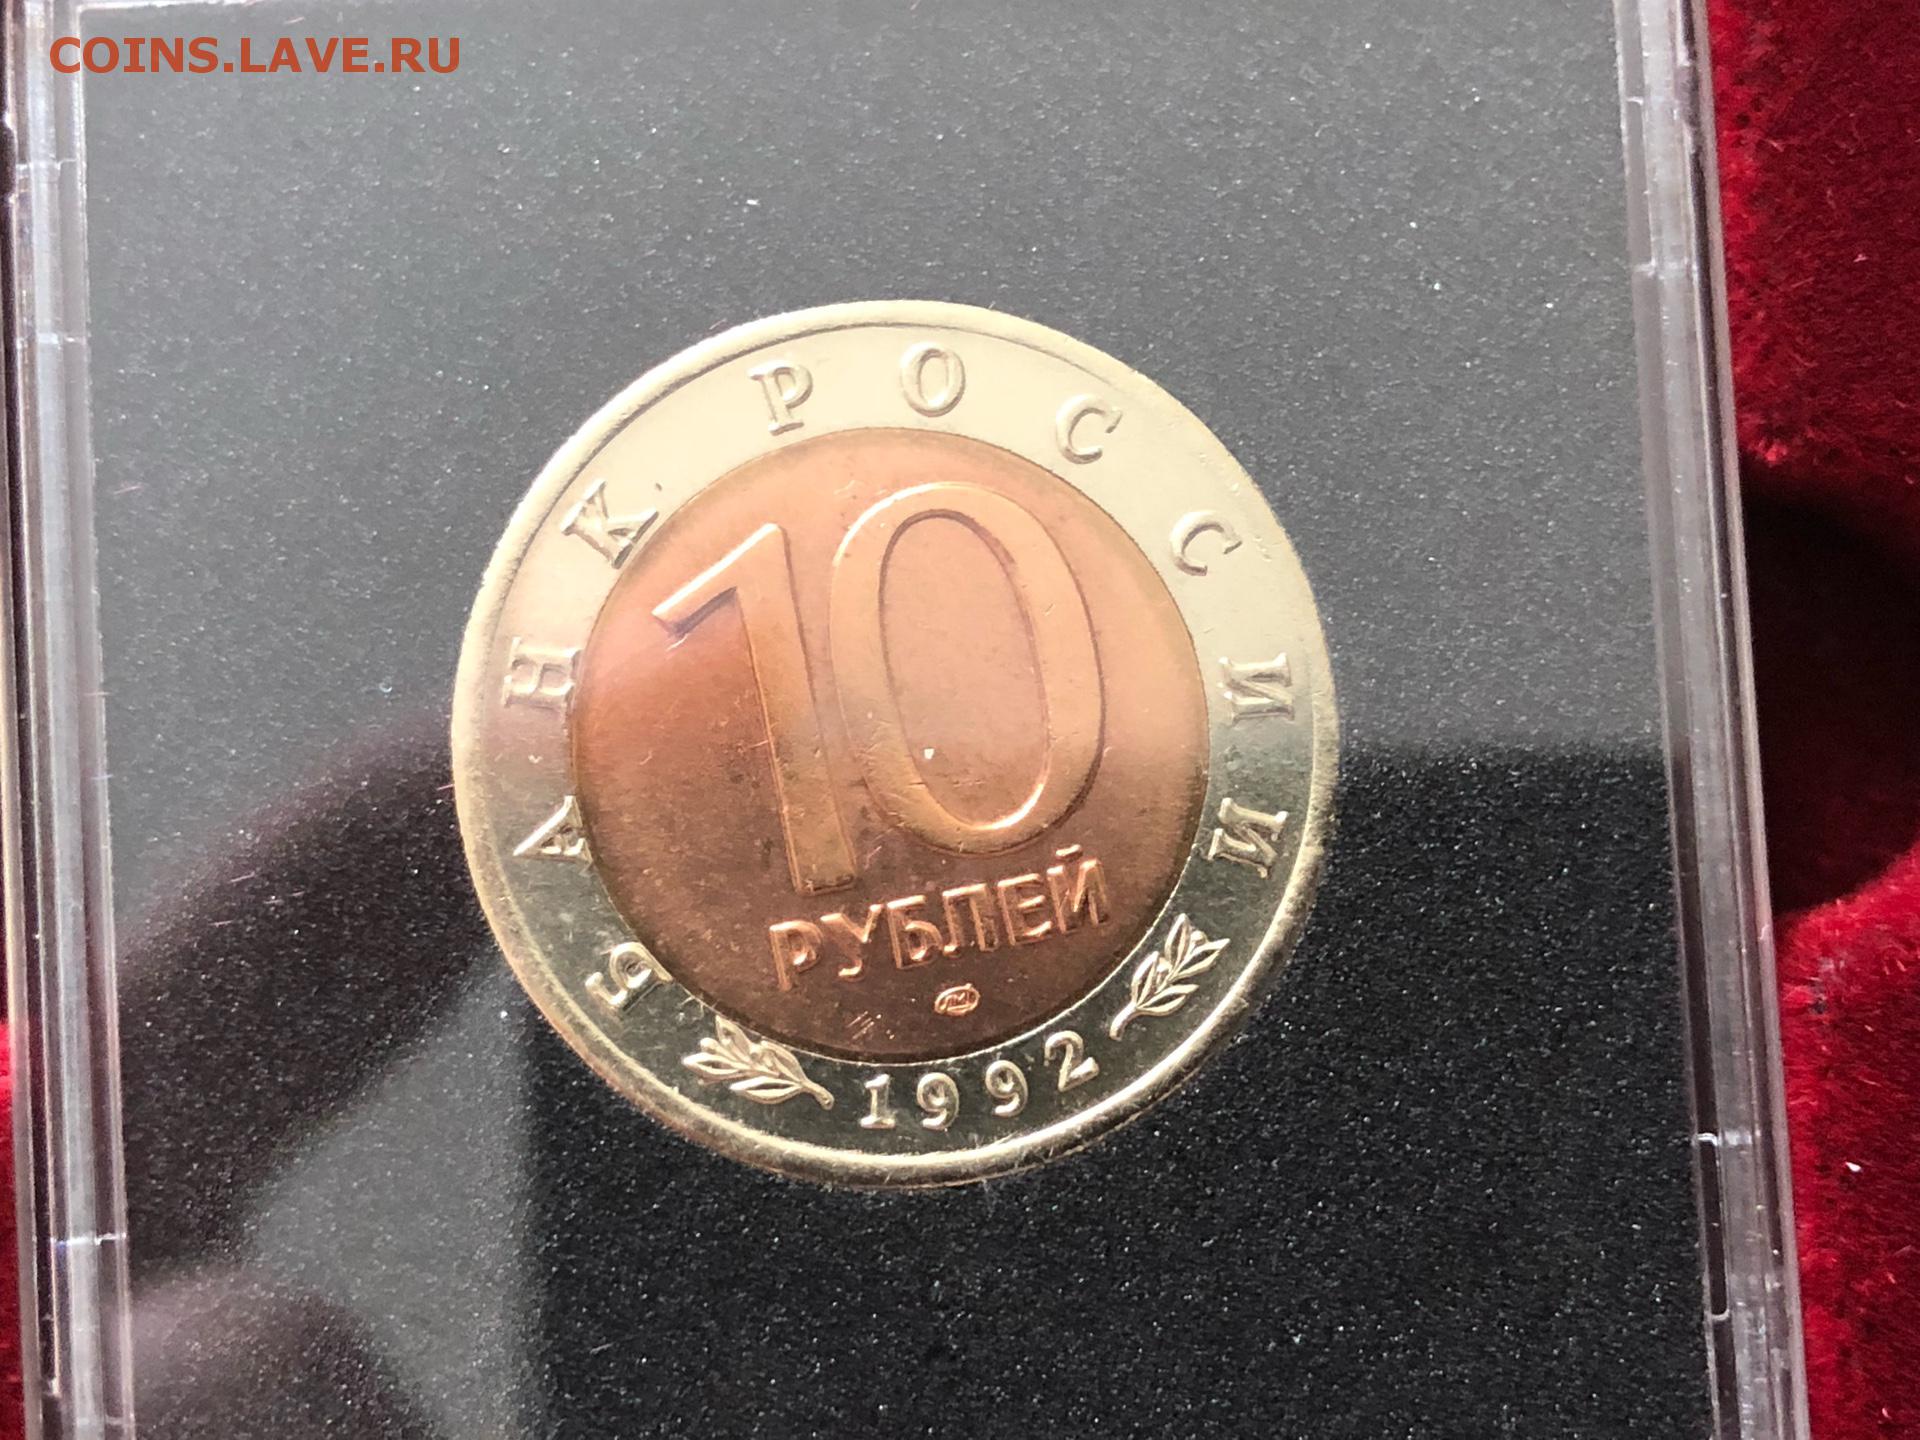 COINS.LAVE.RU
БАНК РОССИИ
10
РУБЛЕЙ
ЛМД
1992